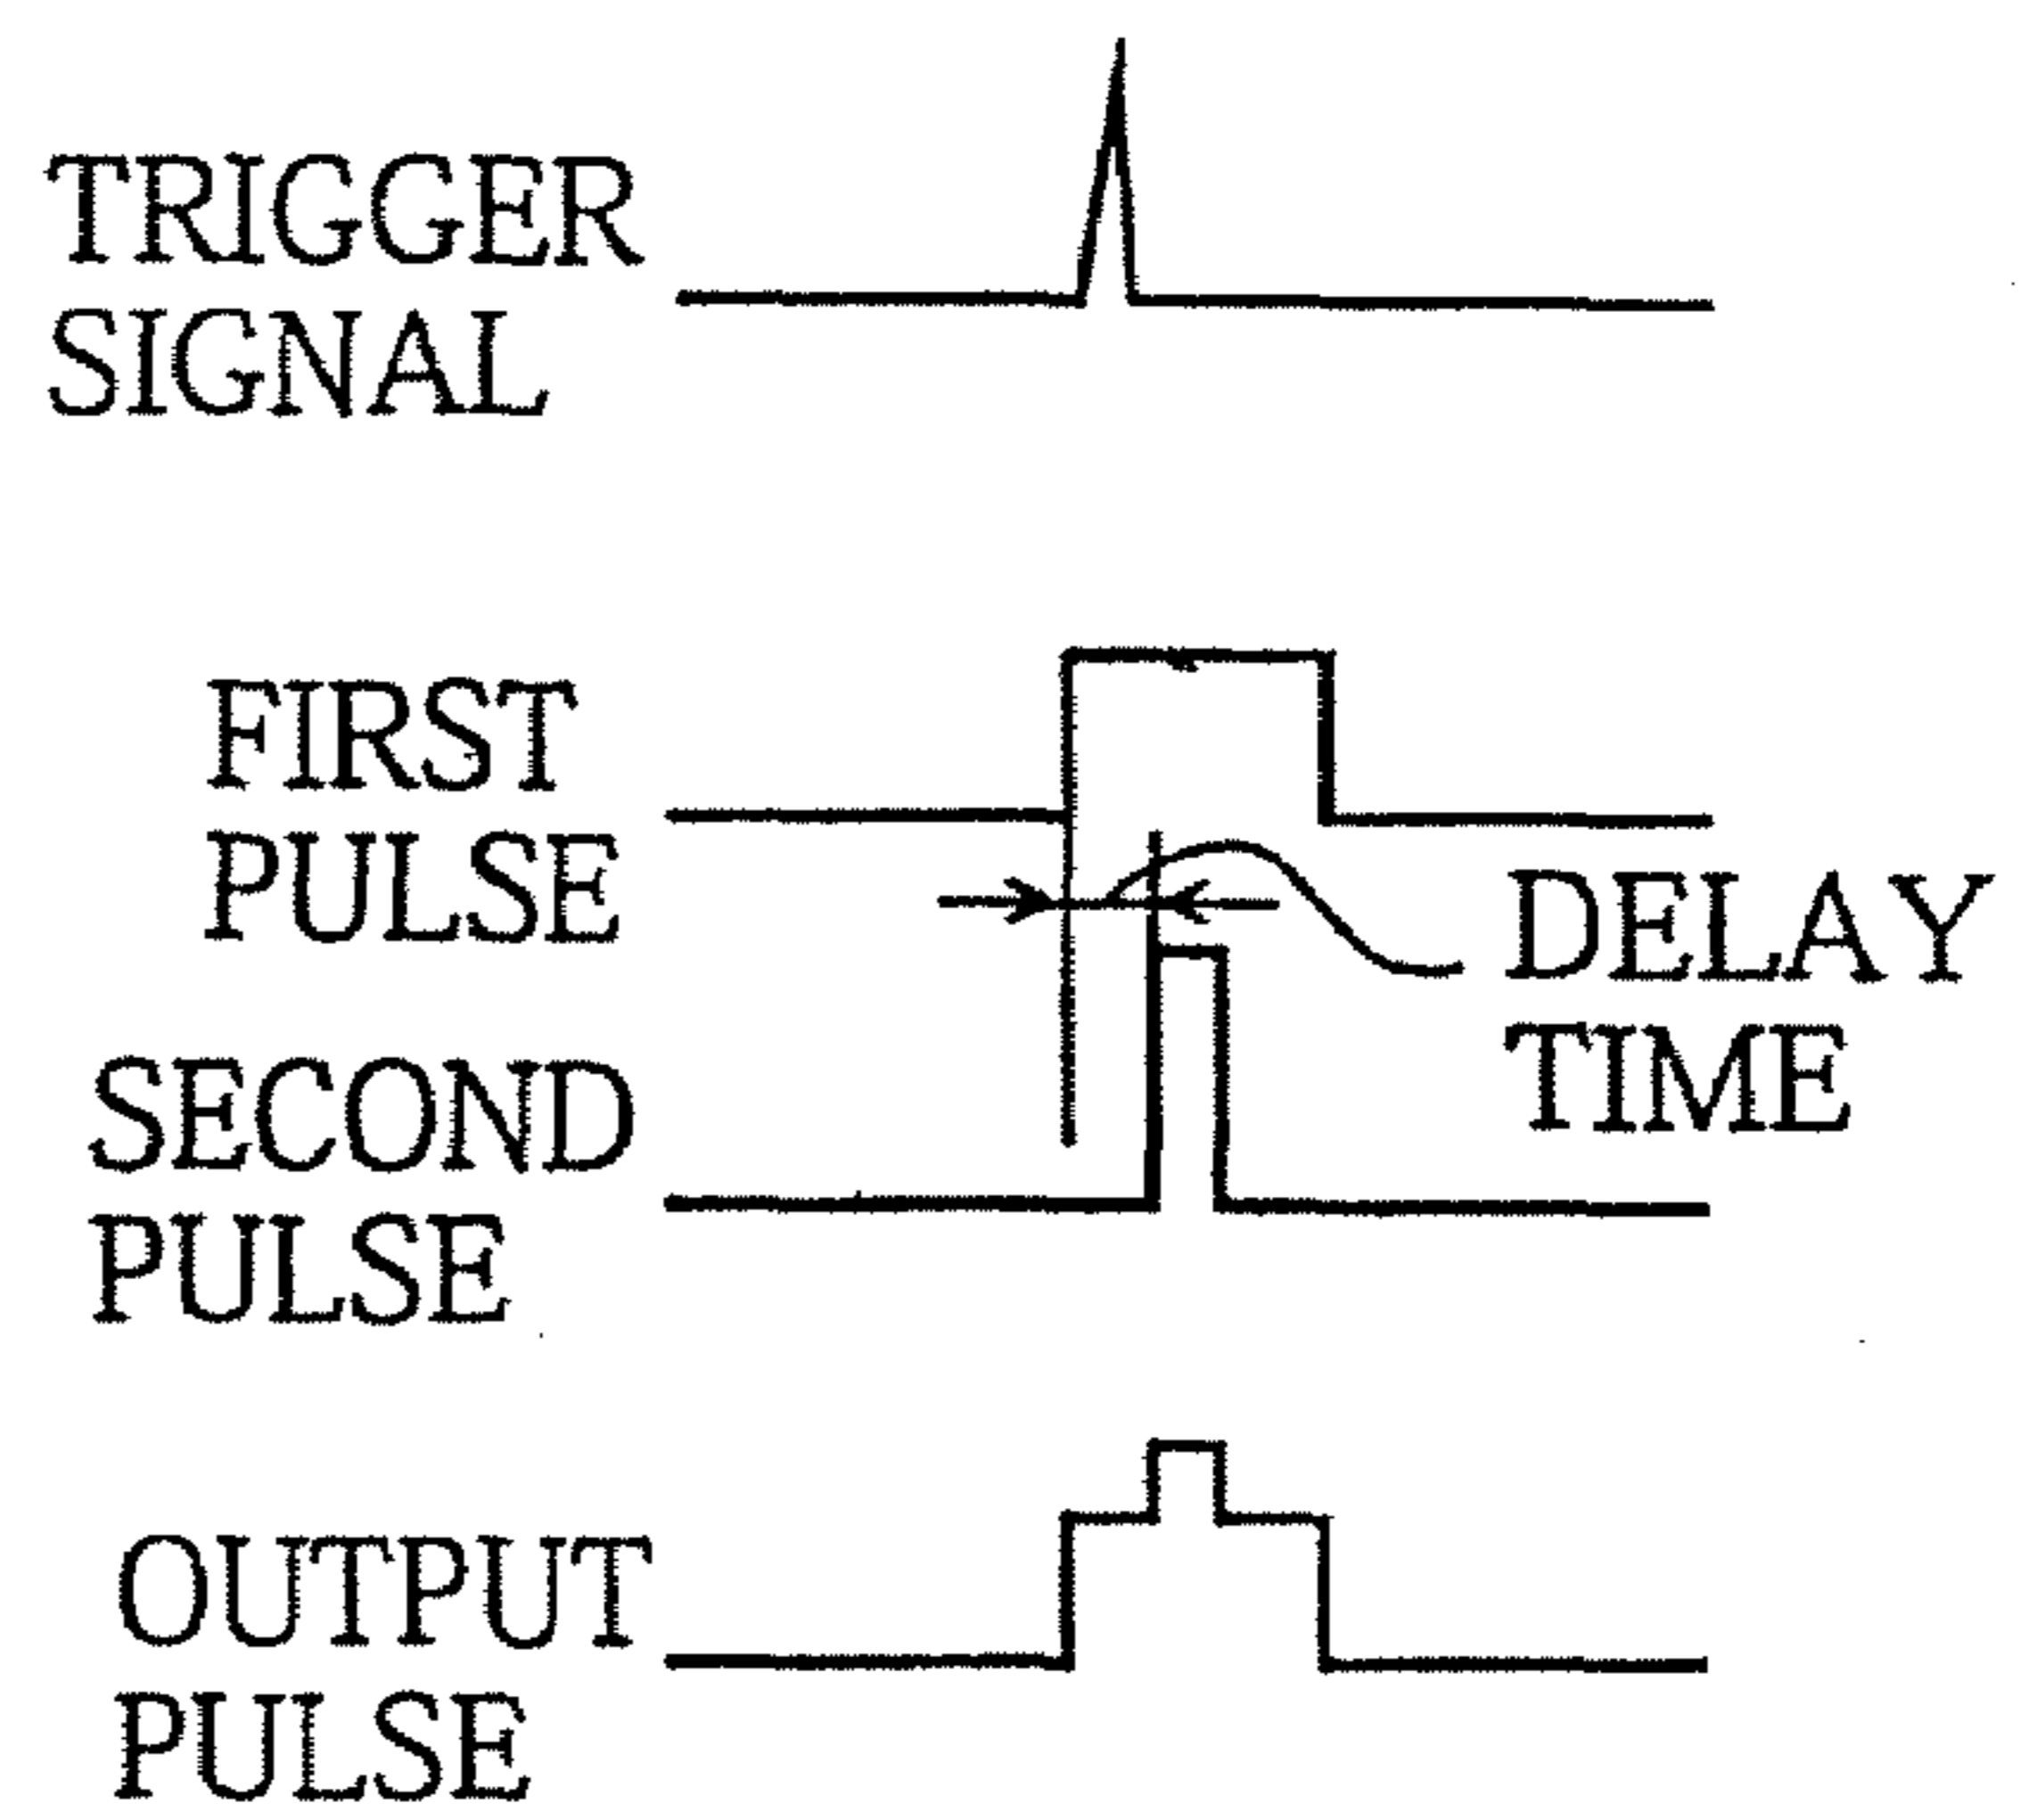 TRIGGER
SIGNAL
FIRST
PULSE
DELAY
TIME
SECOND
PULSE
OUTPUT
PULSE